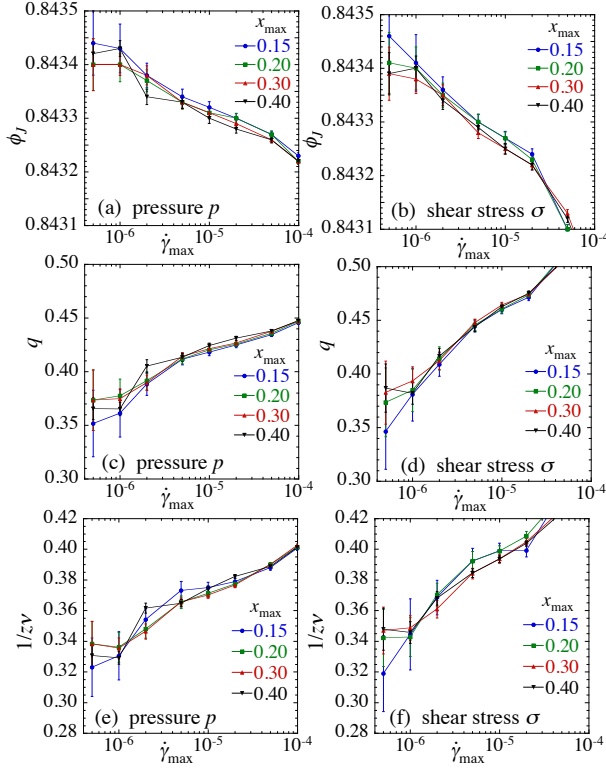 0.8435
0.8434
0.8433
0.8432
0.8431
ϕ_J
x_max
0.15
0.20
0.30
0.40
(a) pressure p
10⁻⁶ 10⁻⁵ 10⁻⁴
γ̇_max
0.8435
0.8434
0.8433
0.8432
0.8431
ϕ_J
x_max
0.15
0.20
0.30
0.40
(b) shear stress σ
10⁻⁶ 10⁻⁵ 10⁻⁴
γ̇_max
0.50
0.45
0.40
0.35
0.30
q
x_max
0.15
0.20
0.30
0.40
(c) pressure p
10⁻⁶ 10⁻⁵ 10⁻⁴
γ̇_max
0.50
0.45
0.40
0.35
0.30
q
x_max
0.15
0.20
0.30
0.40
(d) shear stress σ
10⁻⁶ 10⁻⁵ 10⁻⁴
γ̇_max
0.42
0.40
0.38
0.36
0.34
0.32
0.30
0.28
1/zν
x_max
0.15
0.20
0.30
0.40
(e) pressure p
10⁻⁶ 10⁻⁵ 10⁻⁴
γ̇_max
0.42
0.40
0.38
0.36
0.34
0.32
0.30
0.28
1/zν
x_max
0.15
0.20
0.30
0.40
(f) shear stress σ
10⁻⁶ 10⁻⁵ 10⁻⁴
γ̇_max